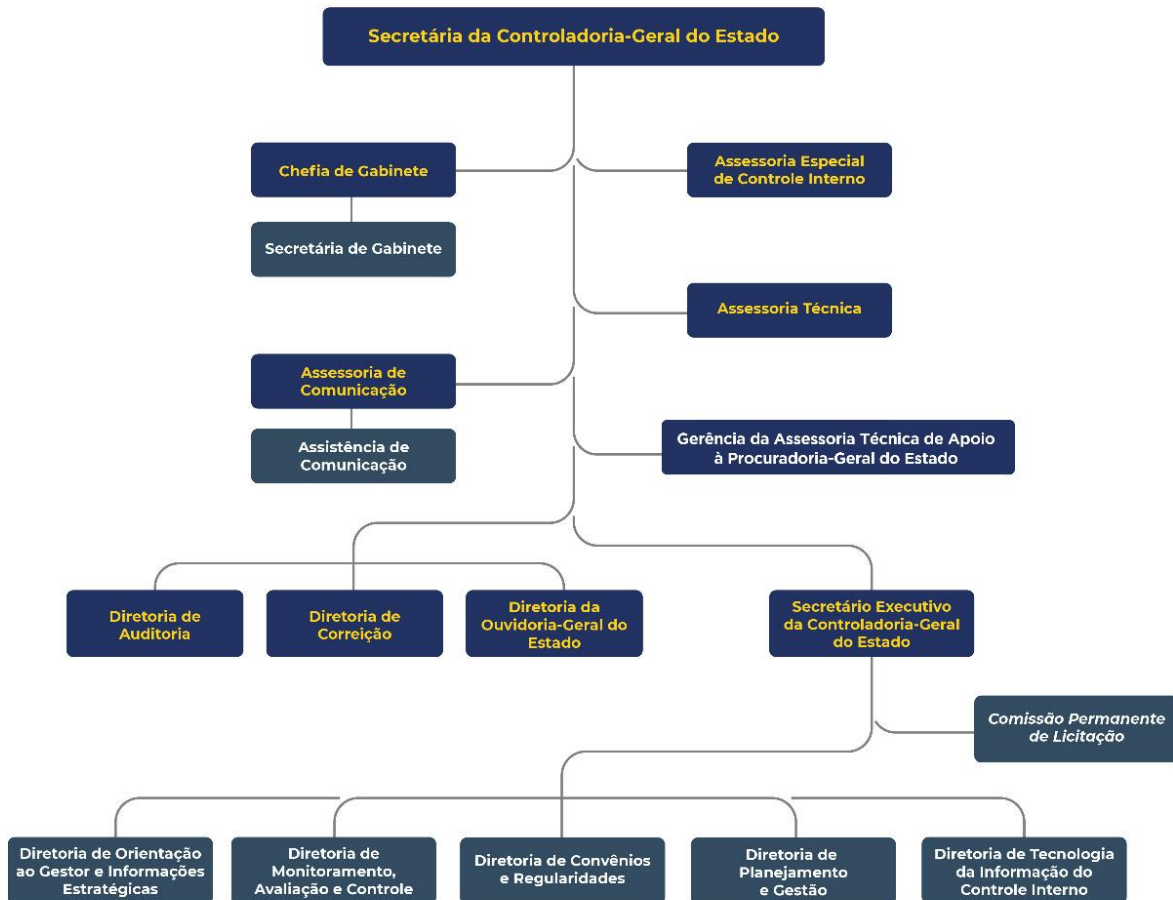 Secretária da Controladoria-Geral do Estado
Chefia de Gabinete
Assessoria Especial
de Controle Interno
Secretária de Gabinete
Assessoria Técnica
Assessoria de
Comunicação
Assistência de
Comunicação
Gerência da Assessoria Técnica de Apoio
à Procuradoria-Geral do Estado
Diretoria de
Auditoria
Diretoria de
Correição
Diretoria da
Ouvidoria-Geral do
Estado
Secretário Executivo
da Controladoria-Geral
do Estado
Comissão Permanente
de Licitação
Diretoria de Orientação
ao Gestor e Informações
Estratégicas
Diretoria de
Monitoramento,
Avaliação e Controle
Diretoria de Convênios
e Regularidades
Diretoria de
Planejamento
e Gestão
Diretoria de Tecnologia
da Informação do
Controle Interno